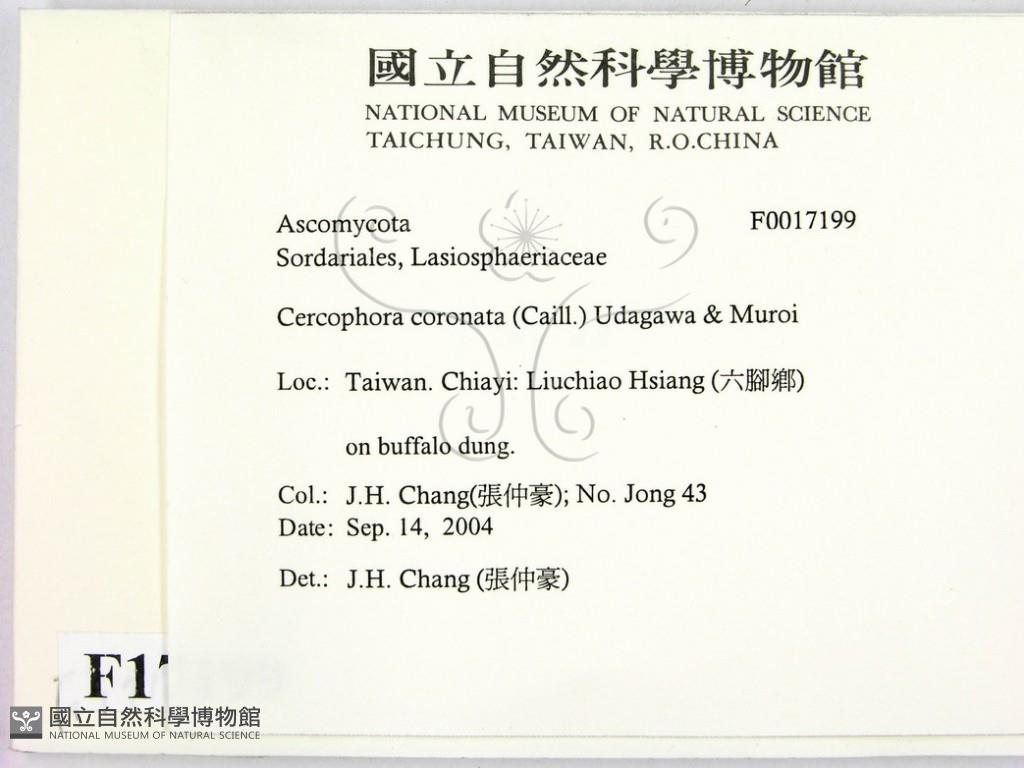 國立自然科學博物館
NATIONAL MUSEUM OF NATURAL SCIENCE
TAICHUNG, TAIWAN, R.O.CHINA
Ascomycota F0017199
Sordariales, Lasiosphaeriaceae
Cercophora coronata (Caill.) Udagawa & Muroi
Loc.: Taiwan. Chiayi: Liuchiao Hsiang (六腳鄉)
on buffalo dung.
Col.: J.H. Chang(張仲豪); No. Jong 43
Date: Sep. 14, 2004
Det.: J.H. Chang (張仲豪)
F17
國立自然科學博物館
NATIONAL MUSEUM OF NATURAL SCIENCE